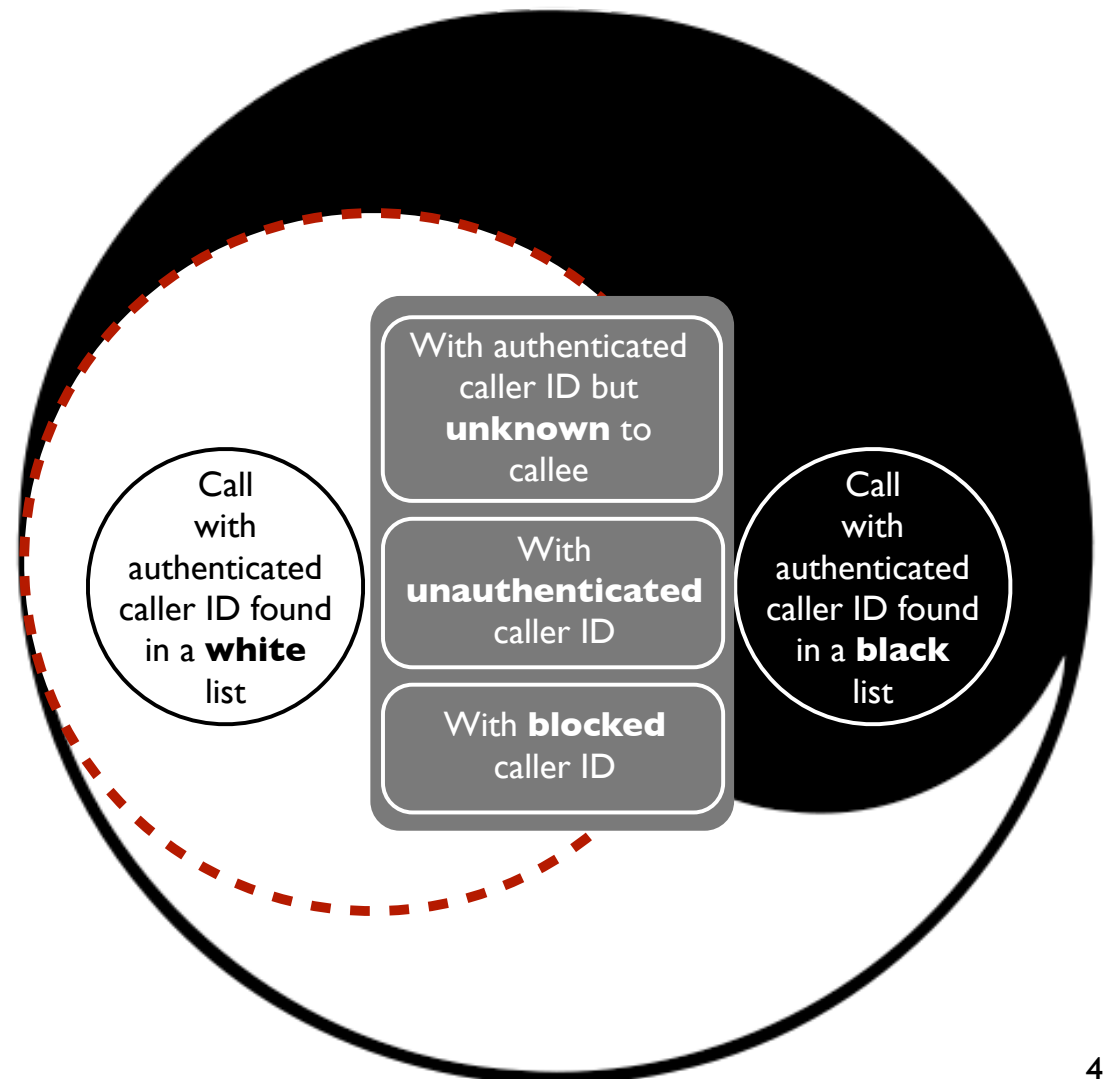 With authenticated
caller ID but
unknown to
callee
Call
with
authenticated
caller ID found
in a white
list
With
unauthenticated
caller ID
With blocked
caller ID
Call
with
authenticated
caller ID found
in a black
list
4